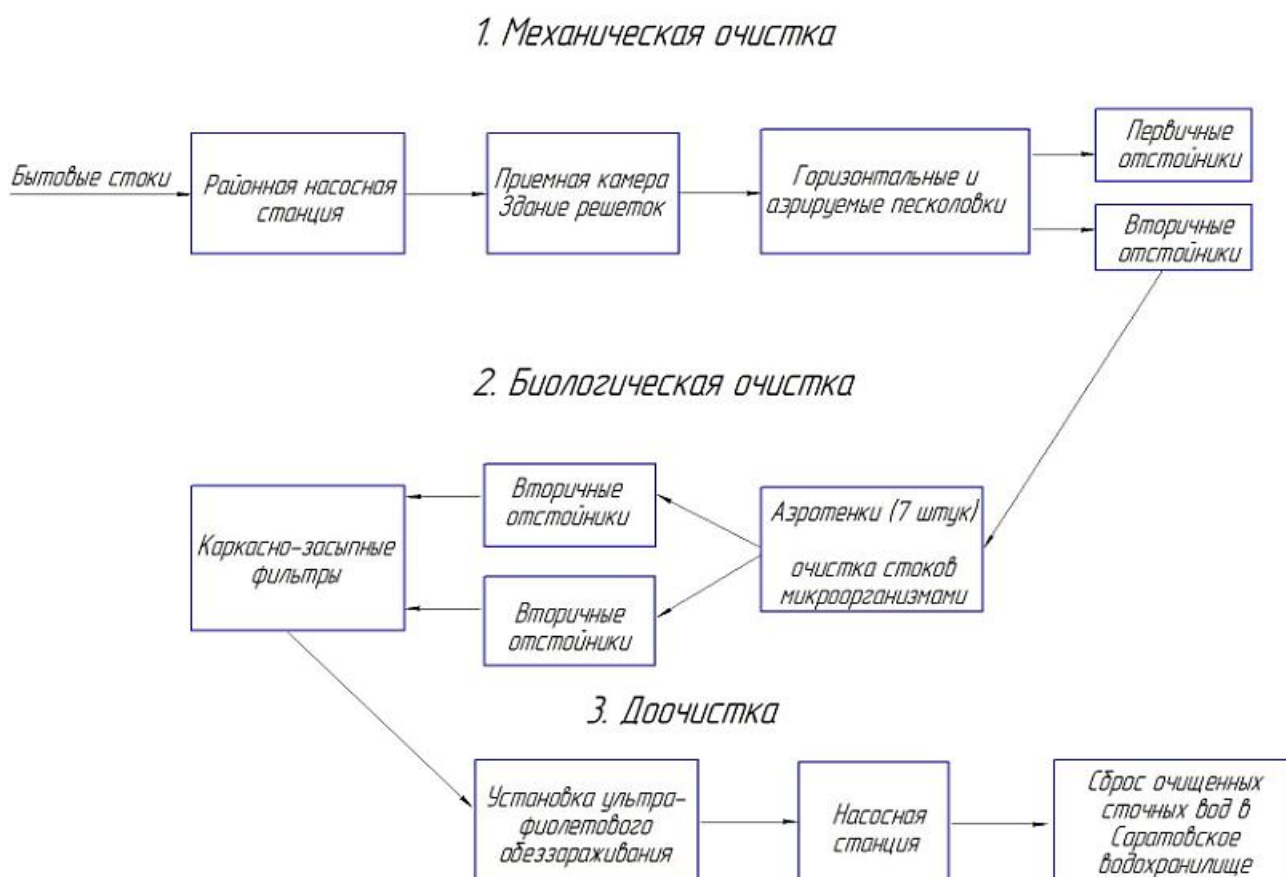 1. Механическая очистка
Бытовые стоки
Районная насосная
станция
Приемная камера
Здание решеток
Горизонтальные и
аэрируемые песколовки
Первичные
отстойники
Вторичные
отстойники
2. Биологическая очистка
Аэротенки (7 штук)
очистка стоков
микроорганизмами
Вторичные
отстойники
Вторичные
отстойники
Каркасно-засыпные
фильтры
3. Доочистка
Установка ультра-
фиолетового
обеззараживания
Насосная
станция
Сброс очищенных
сточных вод в
Саратовское
водохранилище